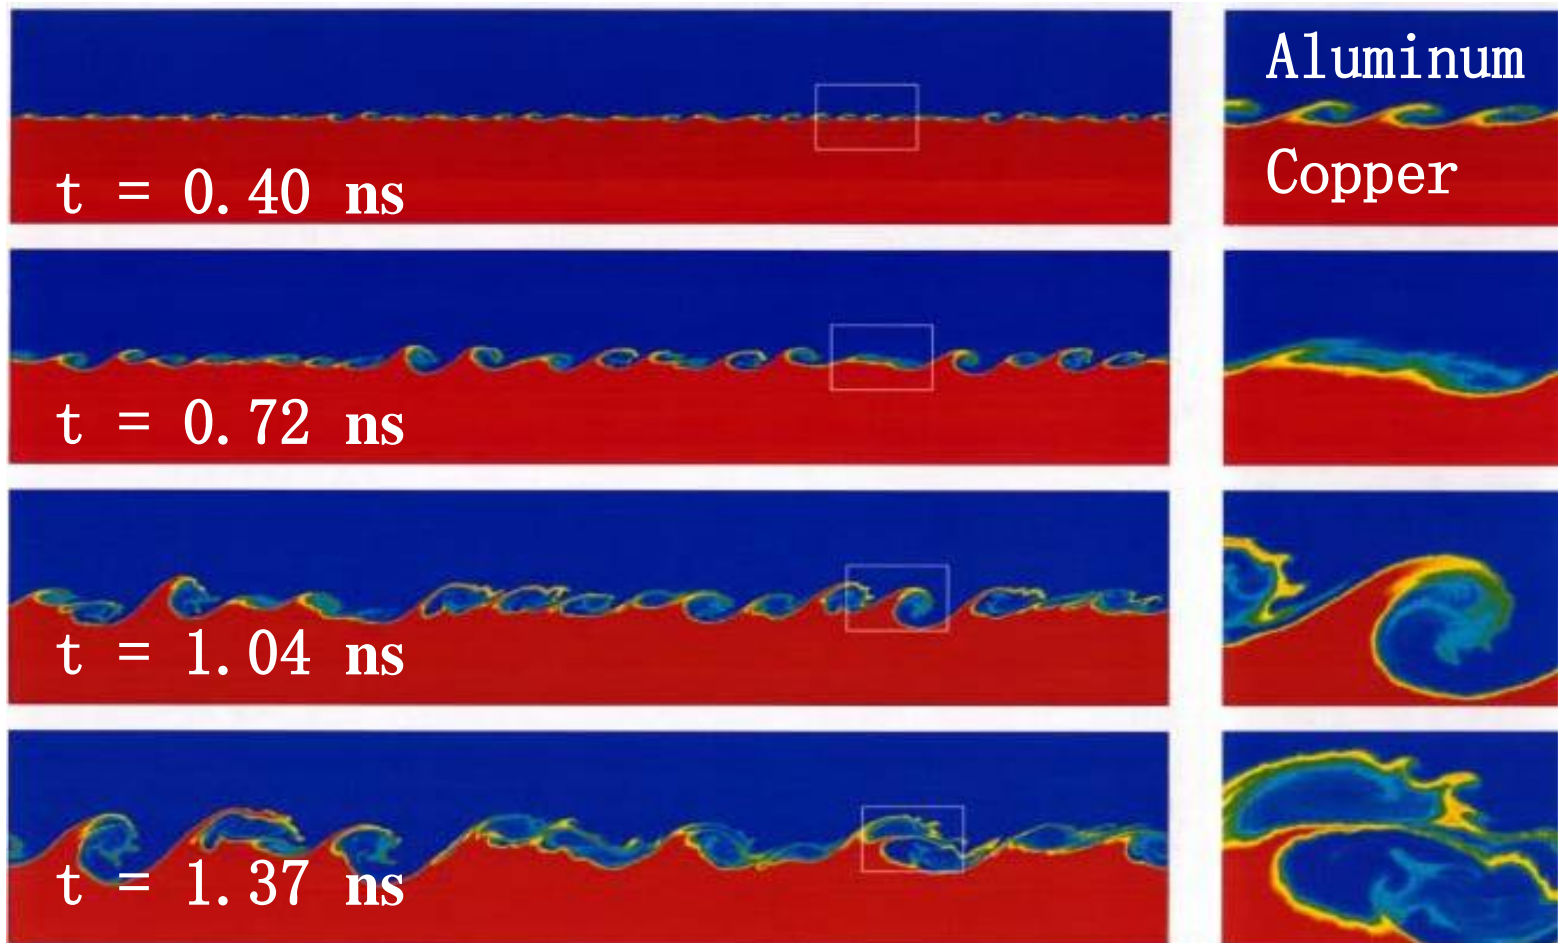 Aluminum
Copper
t = 0.40 ns
t = 0.72 ns
t = 1.04 ns
t = 1.37 ns